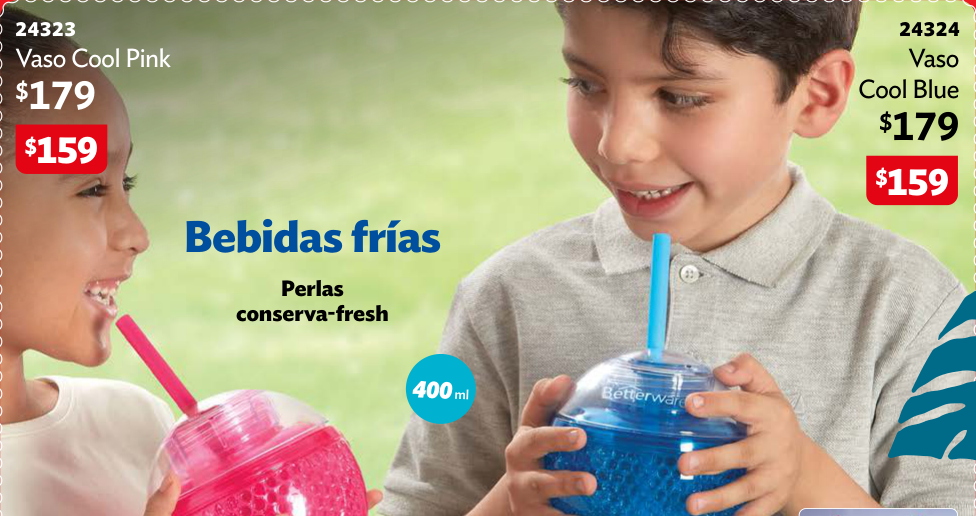 24323
Vaso Cool Pink
$179
$159
24324
Vaso
Cool Blue
$179
$159
Bebidas frías
Perlas
conserva-fresh
400 ml
Betterware